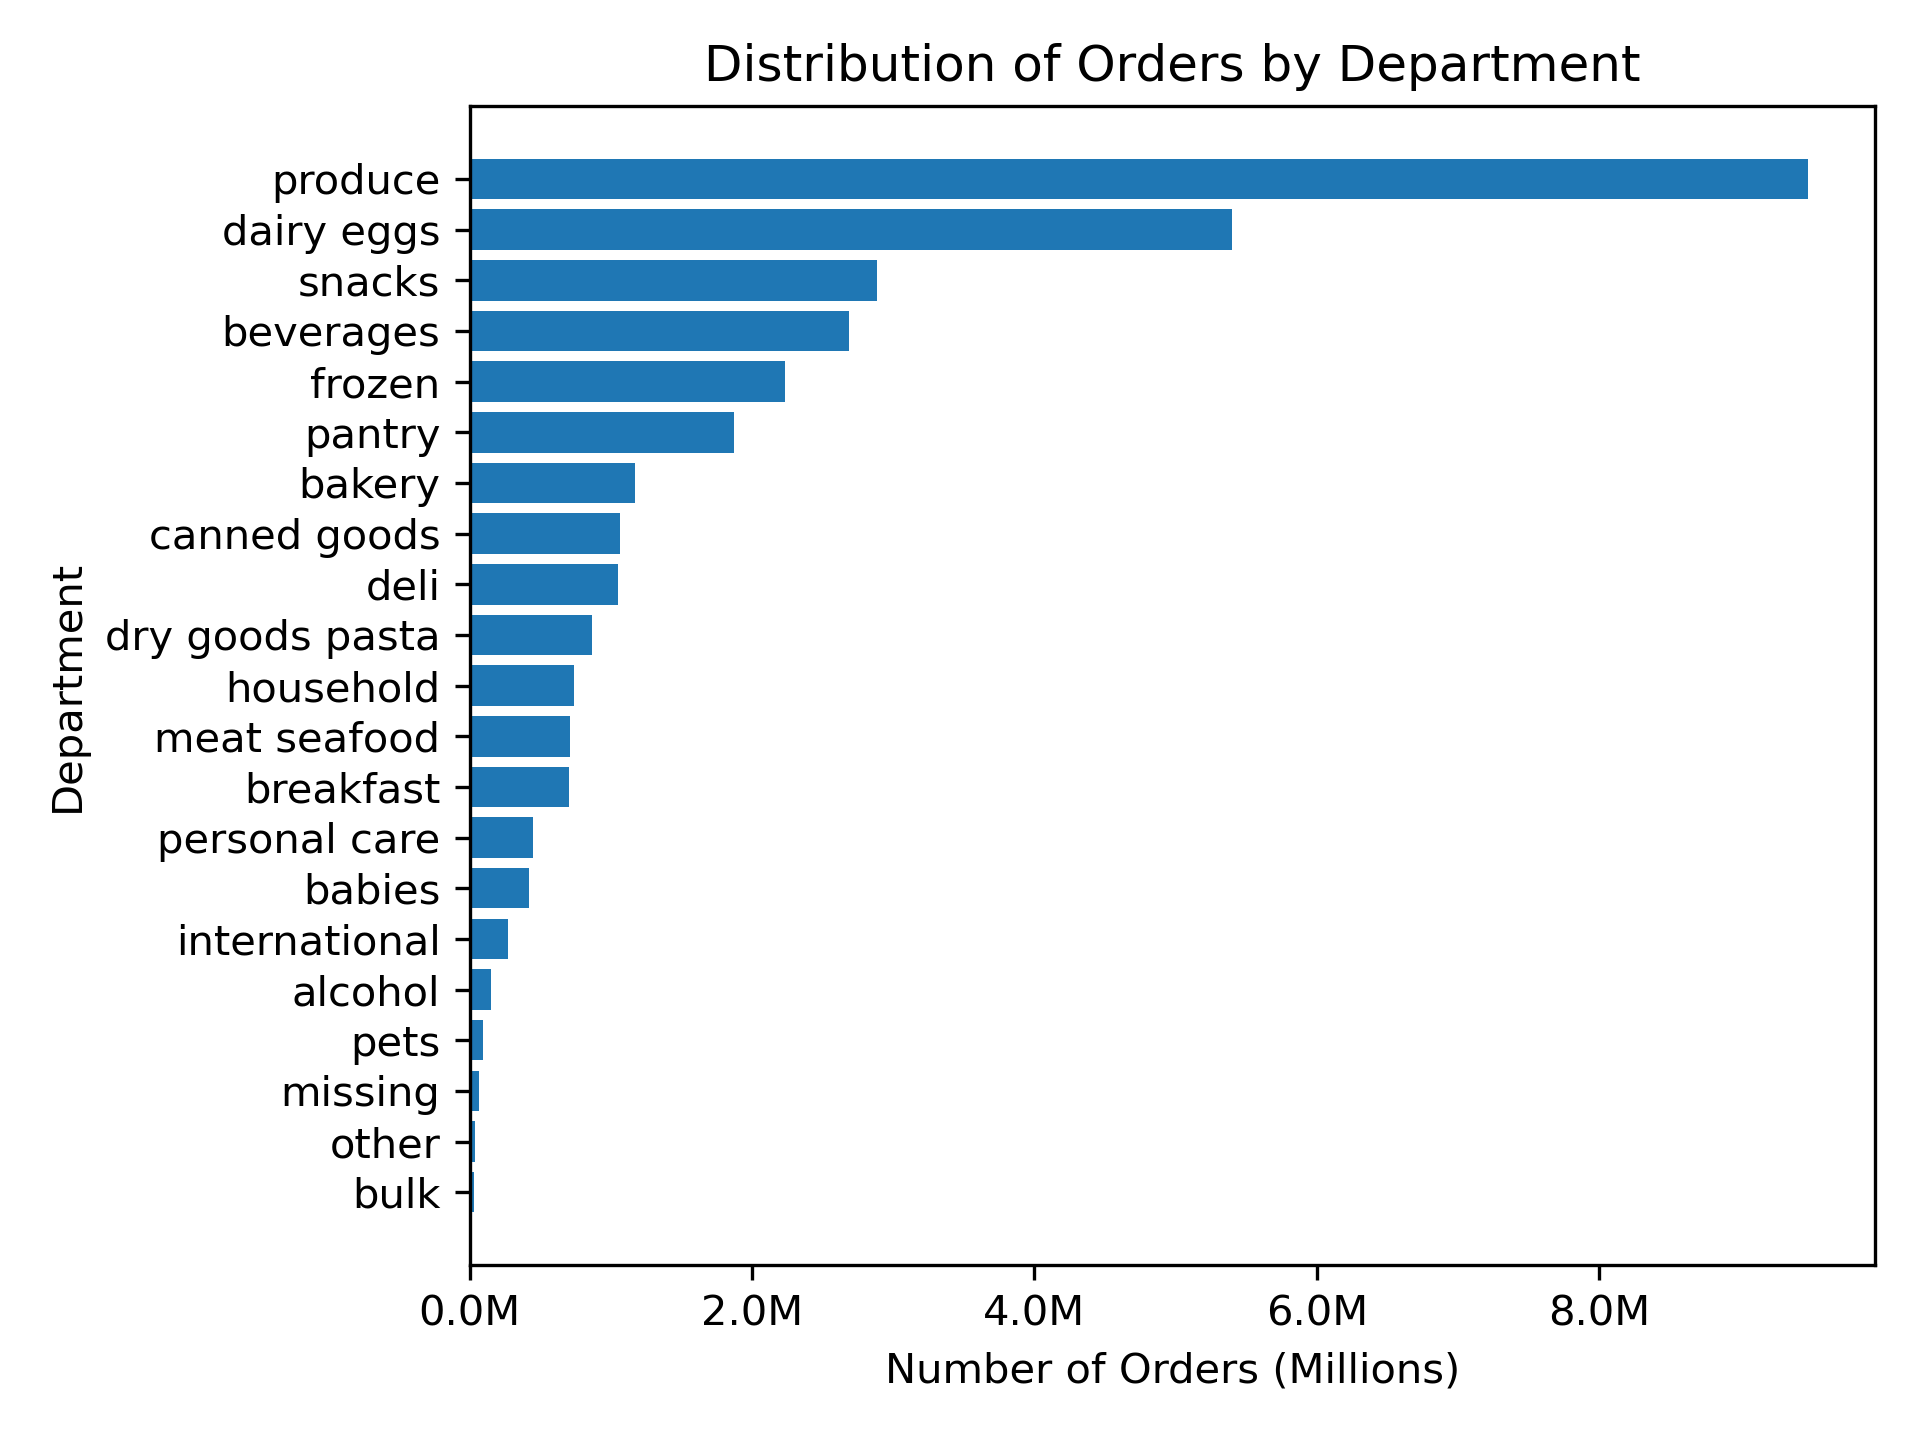 Distribution of Orders by Department
produce
dairy eggs
snacks
beverages
frozen
pantry
bakery
canned goods
deli
dry goods pasta
household
meat seafood
breakfast
personal care
babies
international
alcohol
pets
missing
other
bulk
Department
0.0M 2.0M 4.0M 6.0M 8.0M
Number of Orders (Millions)